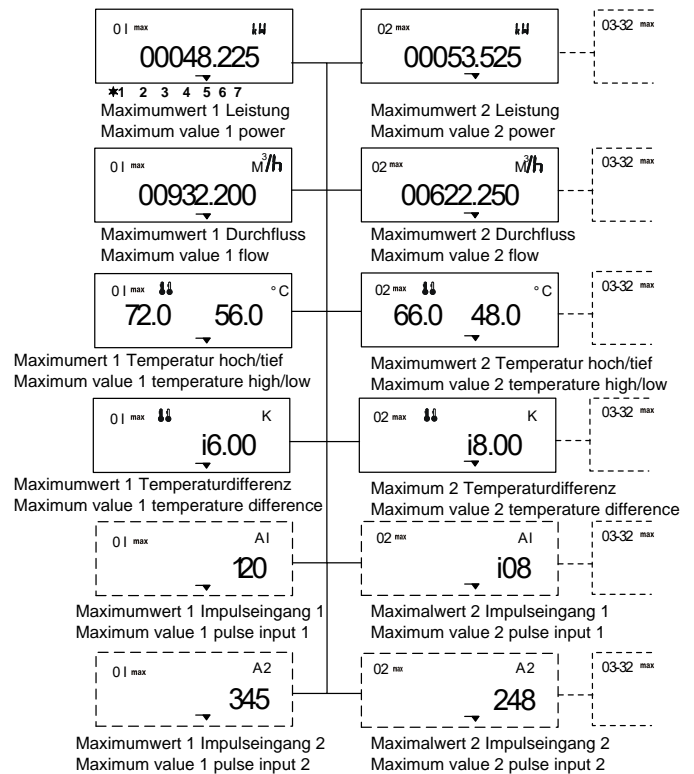 01 max kW
02 max kW
03-32 max
00048.225
00053.525
✶1 2 3 4 5 6 7
Maximumwert 1 Leistung
Maximum value 1 power
Maximumwert 2 Leistung
Maximum value 2 power
01 max M³/h
02 max M³/h
03-32 max
00932.200
00622.250
Maximumwert 1 Durchfluss
Maximum value 1 flow
Maximumwert 2 Durchfluss
Maximum value 2 flow
01 max °C
02 max °C
03-32 max
72.0 56.0
66.0 48.0
Maximumert 1 Temperatur hoch/tief
Maximum value 1 temperature high/low
Maximumwert 2 Temperatur hoch/tief
Maximum value 2 temperature high/low
01 max K
02 max K
03-32 max
i6.00
i8.00
Maximumwert 1 Temperaturdifferenz
Maximum value 1 temperature difference
Maximum 2 Temperaturdifferenz
Maximum value 2 temperature difference
01 max A1
02 max A1
03-32 max
120
i08
Maximumwert 1 Impulseingang 1
Maximum value 1 pulse input 1
Maximalwert 2 Impulseingang 1
Maximum value 2 pulse input 1
01 max A2
02 max A2
03-32 max
345
248
Maximumwert 1 Impulseingang 2
Maximum value 1 pulse input 2
Maximalwert 2 Impulseingang 2
Maximum value 2 pulse input 2